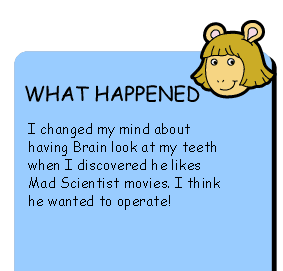 WHAT HAPPENED
I changed my mind about
having Brain look at my teeth
when I discovered he likes
Mad Scientist movies. I think
he wanted to operate!